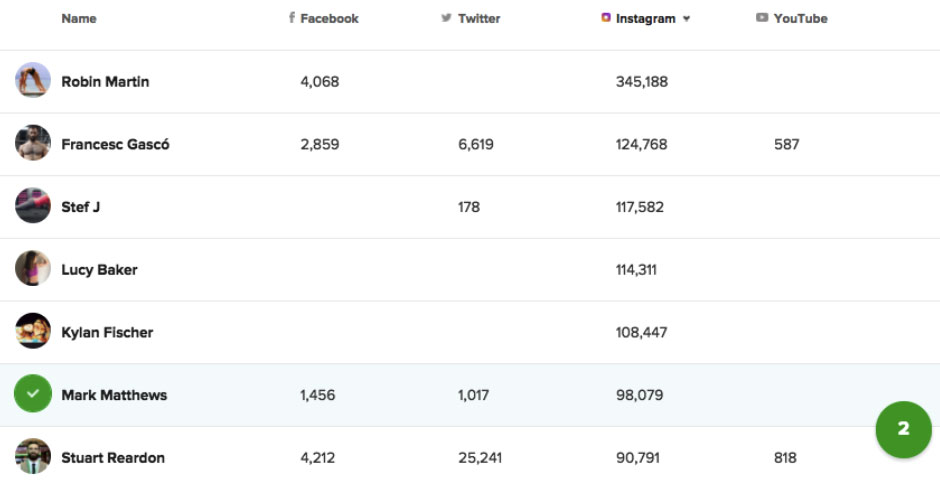 Name Facebook Twitter Instagram YouTube
Robin Martin 4,068 345,188
Francesc Gascó 2,859 6,619 124,768 587
Stef J 178 117,582
Lucy Baker 114,311
Kylan Fischer 108,447
Mark Matthews 1,456 1,017 98,079
2
Stuart Reardon 4,212 25,241 90,791 818